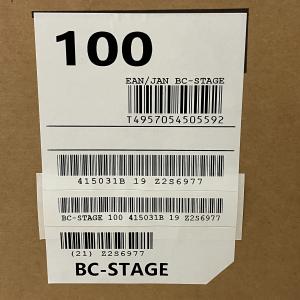 100
EAN/JAN BC-STAGE
T4957054505592
415031B 19 Z2S6977
BC-STAGE 100 415031B 19 Z2S6977
(21) Z2S6977
BC-STAGE